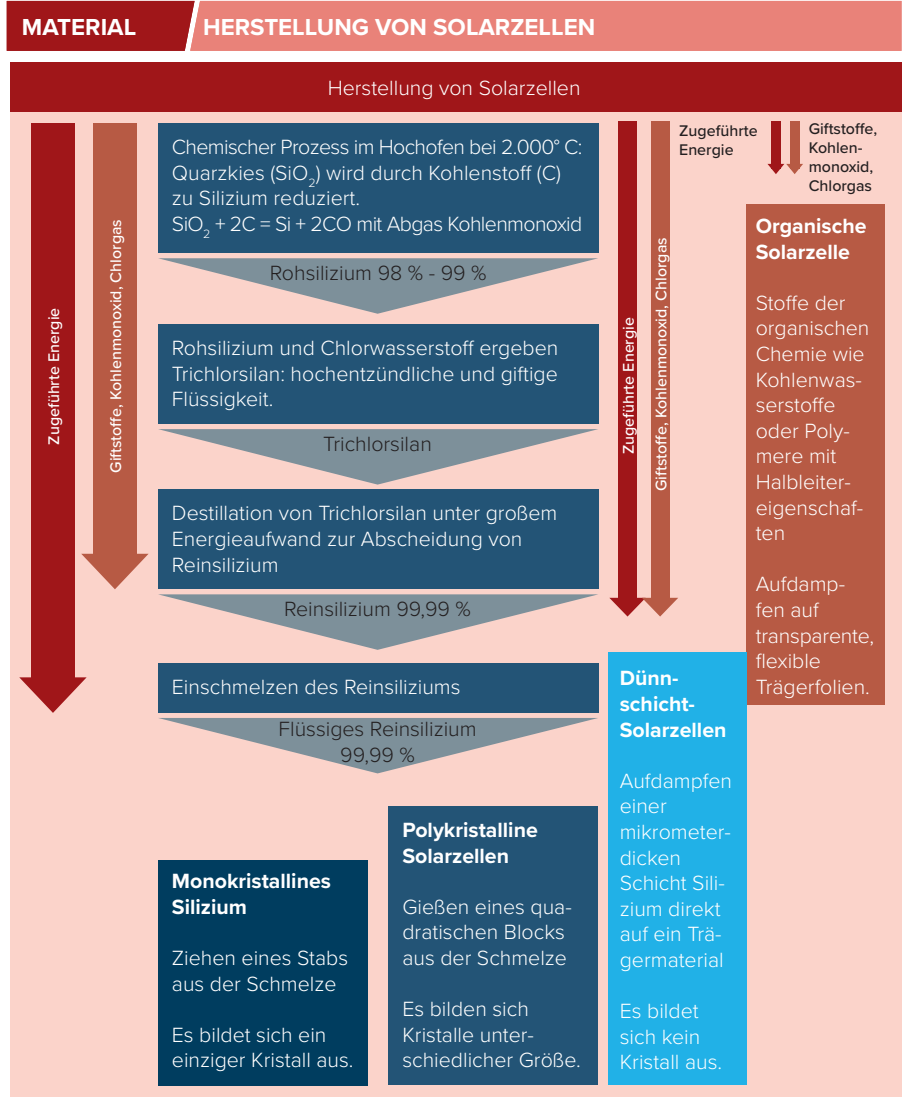 MATERIAL
HERSTELLUNG VON SOLARZELLEN
Herstellung von Solarzellen
Zugeführte Energie
Giftstoffe, Kohlenmonoxid, Chlorgas
Chemischer Prozess im Hochofen bei 2.000° C:
Quarzkies (SiO₂) wird durch Kohlenstoff (C)
zu Silizium reduziert.
SiO₂ + 2C = Si + 2CO mit Abgas Kohlenmonoxid
Rohsilizium 98 % - 99 %
Rohsilizium und Chlorwasserstoff ergeben
Trichlorsilan: hochentzündliche und giftige
Flüssigkeit.
Trichlorsilan
Destillation von Trichlorsilan unter großem
Energieaufwand zur Abscheidung von
Reinsilizium
Reinsilizium 99,99 %
Einschmelzen des Reinsiliziums
Flüssiges Reinsilizium
99,99 %
Monokristallines
Silizium
Ziehen eines Stabs
aus der Schmelze
Es bildet sich ein
einziger Kristall aus.
Polykristalline
Solarzellen
Gießen eines qua-
dratischen Blocks
aus der Schmelze
Es bilden sich
Kristalle unter-
schiedlicher Größe.
Zugeführte Energie
Giftstoffe, Kohlenmonoxid, Chlorgas
Dünn-
schicht-
Solarzellen
Aufdampfen
einer
mikrometer-
dicken
Schicht Sili-
zium direkt
auf ein Trä-
germaterial
Es bildet
sich kein
Kristall aus.
Zugeführte
Energie
Giftstoffe,
Kohlen-
monoxid,
Chlorgas
Organische
Solarzelle
Stoffe der
organischen
Chemie wie
Kohlenwas-
serstoffe
oder Poly-
mere mit
Halbleiter-
eigenschaf-
ten
Aufdamp-
fen auf
transparente,
flexible
Trägerfolien.